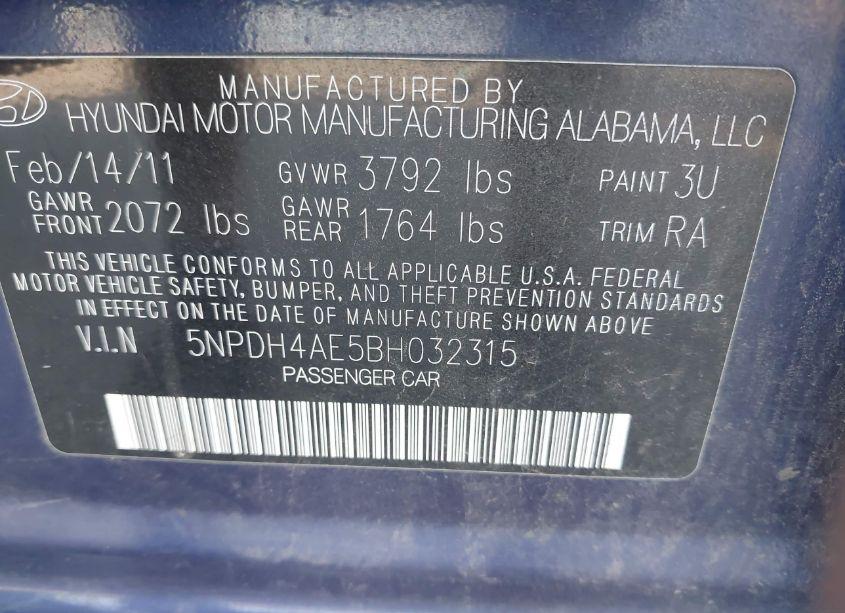 MANUFACTURED BY
HYUNDAI MOTOR MANUFACTURING ALABAMA, LLC
Feb/14/11 GVWR 3792 lbs PAINT 3U
GAWR FRONT 2072 lbs GAWR REAR 1764 lbs TRIM RA
THIS VEHICLE CONFORMS TO ALL APPLICABLE U.S.A. FEDERAL
MOTOR VEHICLE SAFETY, BUMPER, AND THEFT PREVENTION STANDARDS
IN EFFECT ON THE DATE OF MANUFACTURE SHOWN ABOVE
V.I.N 5NPDH4AE5BH032315
PASSENGER CAR